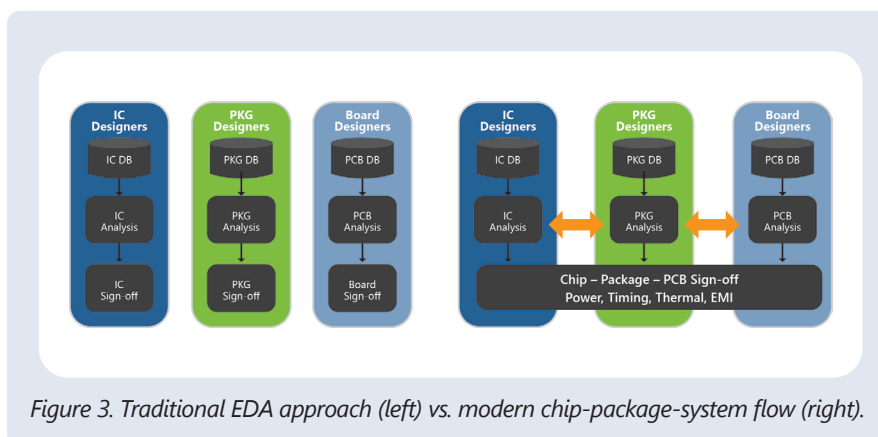 IC
Designers
IC DB
IC
Analysis
IC
Sign-off
PKG
Designers
PKG DB
PKG
Analysis
PKG
Sign-off
Board
Designers
PCB DB
PCB
Analysis
Board
Sign-off
IC
Designers
IC DB
IC
Analysis
PKG
Designers
PKG DB
PKG
Analysis
Board
Designers
PCB DB
PCB
Analysis
Chip – Package – PCB Sign-off
Power, Timing, Thermal, EMI
Figure 3. Traditional EDA approach (left) vs. modern chip-package-system flow (right).